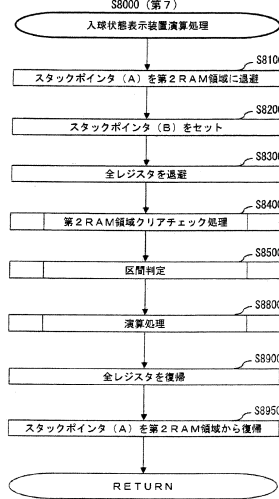 S8000（第７）
入球状態表示装置演算処理
S8100
スタックポインタ（A）を第２RAM領域に退避
S8200
スタックポインタ（B）をセット
S8300
全レジスタを退避
S8400
第２RAM領域クリアチェック処理
S8500
区間判定
S8800
演算処理
S8900
全レジスタを復帰
S8950
スタックポインタ（A）を第２RAM領域から復帰
RETURN